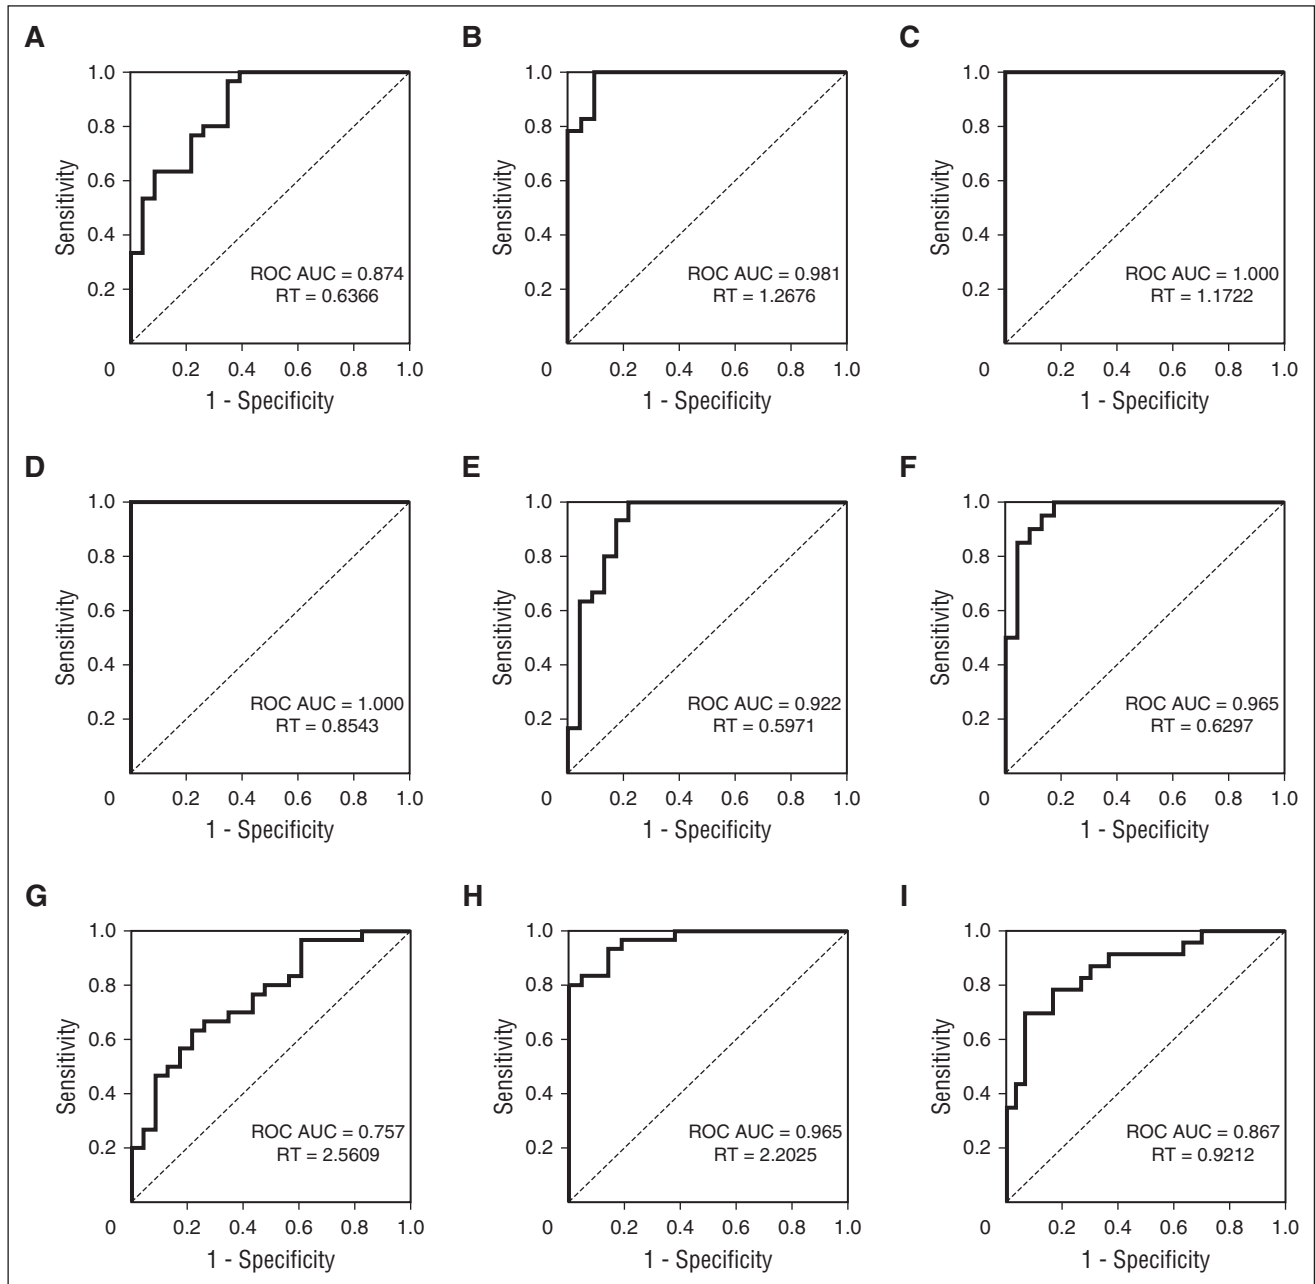 A
1.0
0.8
0.6
0.4
0.2
Sensitivity
ROC AUC = 0.874
RT = 0.6366
0 0.2 0.4 0.6 0.8 1.0
1 - Specificity
B
1.0
0.8
0.6
0.4
0.2
Sensitivity
ROC AUC = 0.981
RT = 1.2676
0 0.2 0.4 0.6 0.8 1.0
1 - Specificity
C
1.0
0.8
0.6
0.4
0.2
Sensitivity
ROC AUC = 1.000
RT = 1.1722
0 0.2 0.4 0.6 0.8 1.0
1 - Specificity
D
1.0
0.8
0.6
0.4
0.2
Sensitivity
ROC AUC = 1.000
RT = 0.8543
0 0.2 0.4 0.6 0.8 1.0
1 - Specificity
E
1.0
0.8
0.6
0.4
0.2
Sensitivity
ROC AUC = 0.922
RT = 0.5971
0 0.2 0.4 0.6 0.8 1.0
1 - Specificity
F
1.0
0.8
0.6
0.4
0.2
Sensitivity
ROC AUC = 0.965
RT = 0.6297
0 0.2 0.4 0.6 0.8 1.0
1 - Specificity
G
1.0
0.8
0.6
0.4
0.2
Sensitivity
ROC AUC = 0.757
RT = 2.5609
0 0.2 0.4 0.6 0.8 1.0
1 - Specificity
H
1.0
0.8
0.6
0.4
0.2
Sensitivity
ROC AUC = 0.965
RT = 2.2025
0 0.2 0.4 0.6 0.8 1.0
1 - Specificity
I
1.0
0.8
0.6
0.4
0.2
Sensitivity
ROC AUC = 0.867
RT = 0.9212
0 0.2 0.4 0.6 0.8 1.0
1 - Specificity